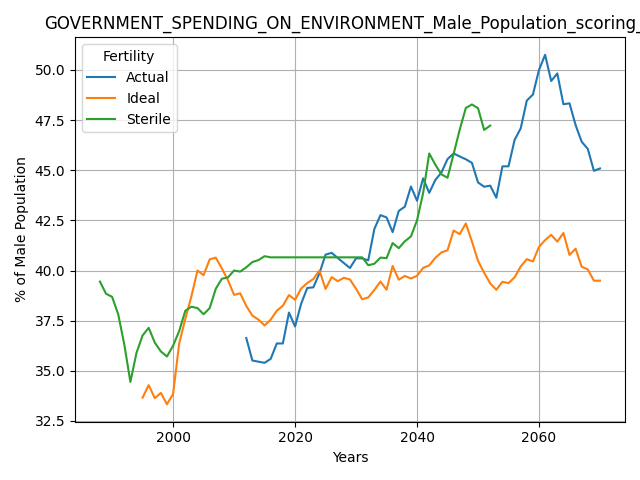 GOVERNMENT_SPENDING_ON_ENVIRONMENT_Male_Population_scoring_
Fertility
Actual
Ideal
Sterile
% of Male Population
50.0
47.5
45.0
42.5
40.0
37.5
35.0
32.5
2000
2020
2040
2060
Years